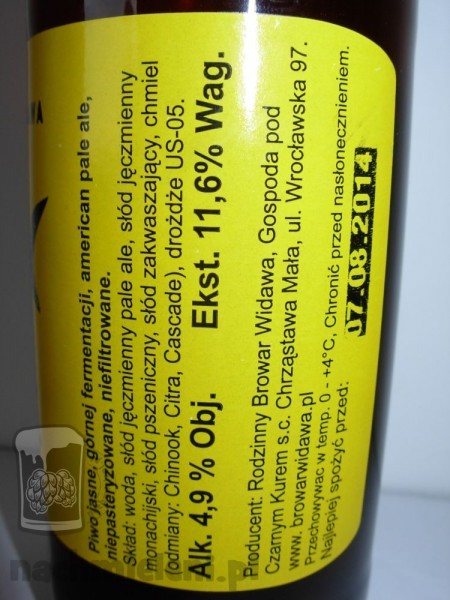 Piwo jasne, górnej fermentacji, american pale ale,
niepasteryzowane, niefiltrowane.
Skład: woda, słód jęczmienny pale ale, słód jęczmienny
monachijski, słód pszeniczny, słód zakwaszający, chmiel
(odmiany: Chinook, Citra, Cascade), drożdże US-05.
Alk. 4,9 % Obj. Ekst. 11,6% Wag.
Producent: Rodzinny Browar Widawa, Gospoda pod
Czarnym Kurem s.c. Chrząstawa Mała, ul. Wrocławska 97.
www. browarwidawa.pl
Przechowywać w temp. 0 - +4°C, Chronić przed nasłonecznieniem.
Najlepiej spożyć przed:
07.08.2014